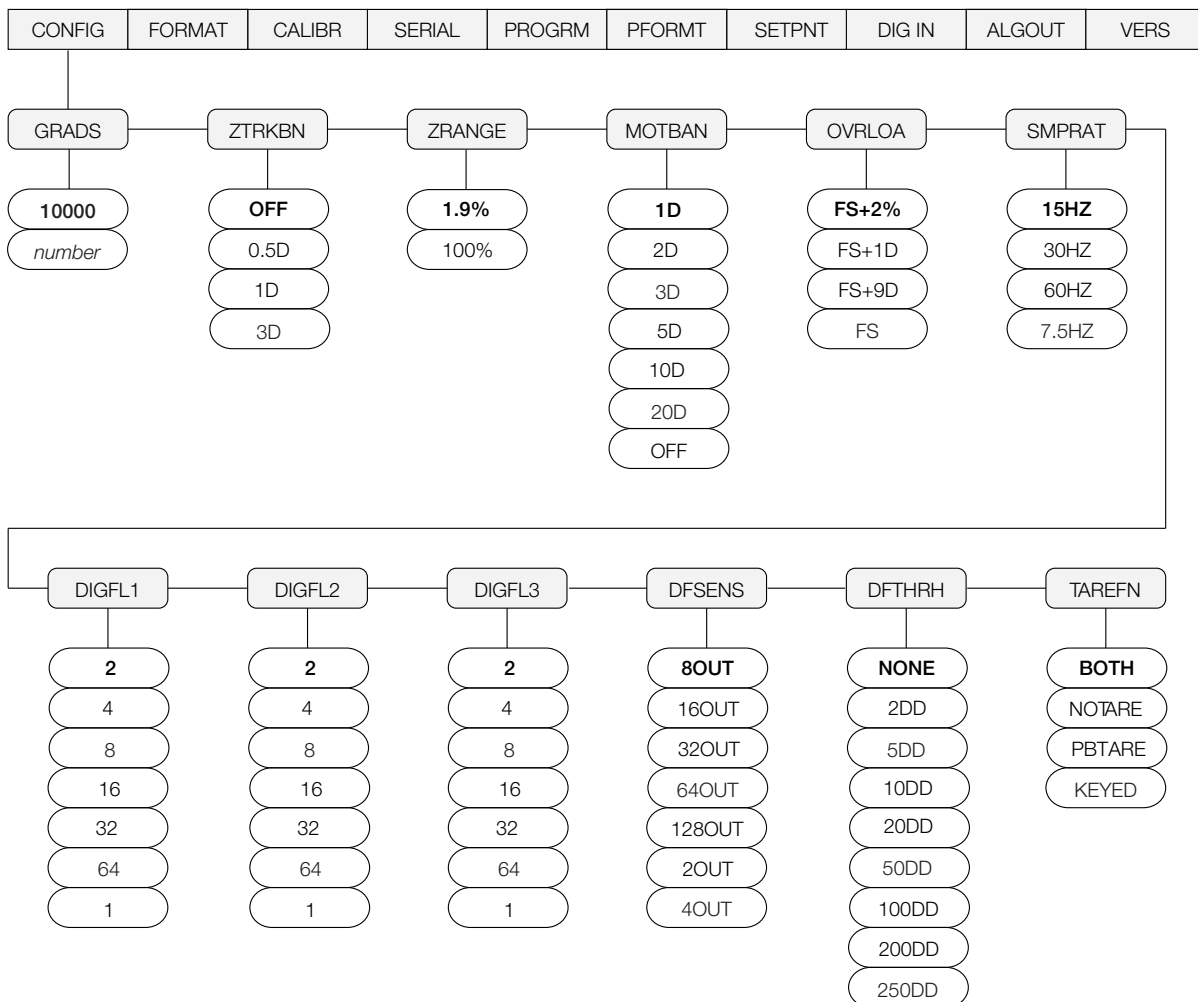 CONFIG FORMAT CALIBR SERIAL PROGRM PFORMT SETPNT DIG IN ALGOUT VERS
GRADS ZTRKBN ZRANGE MOTBAN OVRLOA SMPRAT
10000 OFF 1.9% 1D FS+2% 15HZ
number 0.5D 100% 2D FS+1D 30HZ
1D 3D FS+9D 60HZ
3D 5D FS 7.5HZ
10D
20D
OFF
DIGFL1 DIGFL2 DIGFL3 DFSENS DFTHRH TAREFN
2 2 2 8OUT NONE BOTH
4 4 4 16OUT 2DD NOTARE
8 8 8 32OUT 5DD PBTARE
16 16 16 64OUT 10DD KEYED
32 32 32 128OUT 20DD
64 64 64 2OUT 50DD
1 1 1 4OUT 100DD
200DD
250DD